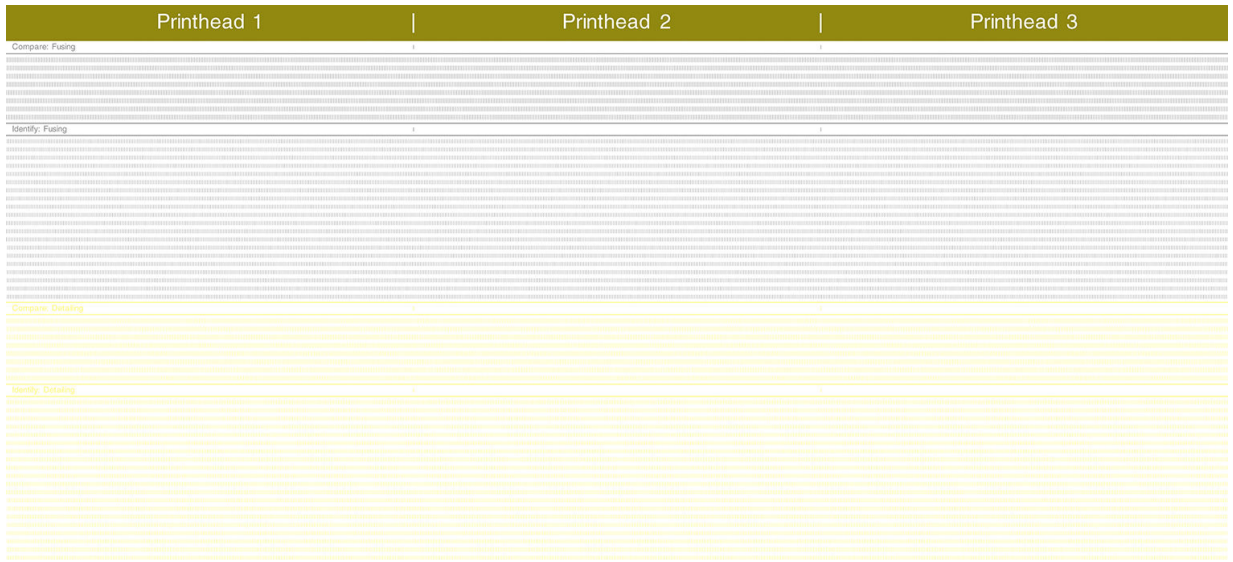 Printhead 1 | Printhead 2 | Printhead 3
Compare: Fusing
Identify: Fusing
Compare: Detailing
Identify: Detailing